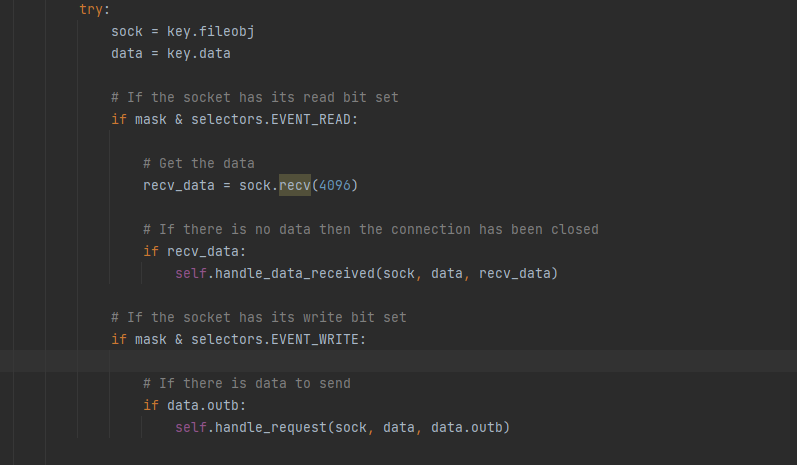 try:
sock = key.fileobj
data = key.data
# If the socket has its read bit set
if mask & selectors.EVENT_READ:
# Get the data
recv_data = sock.recv(4096)
# If there is no data then the connection has been closed
if recv_data:
self.handle_data_received(sock, data, recv_data)
# If the socket has its write bit set
if mask & selectors.EVENT_WRITE:
# If there is data to send
if data.outb:
self.handle_request(sock, data, data.outb)